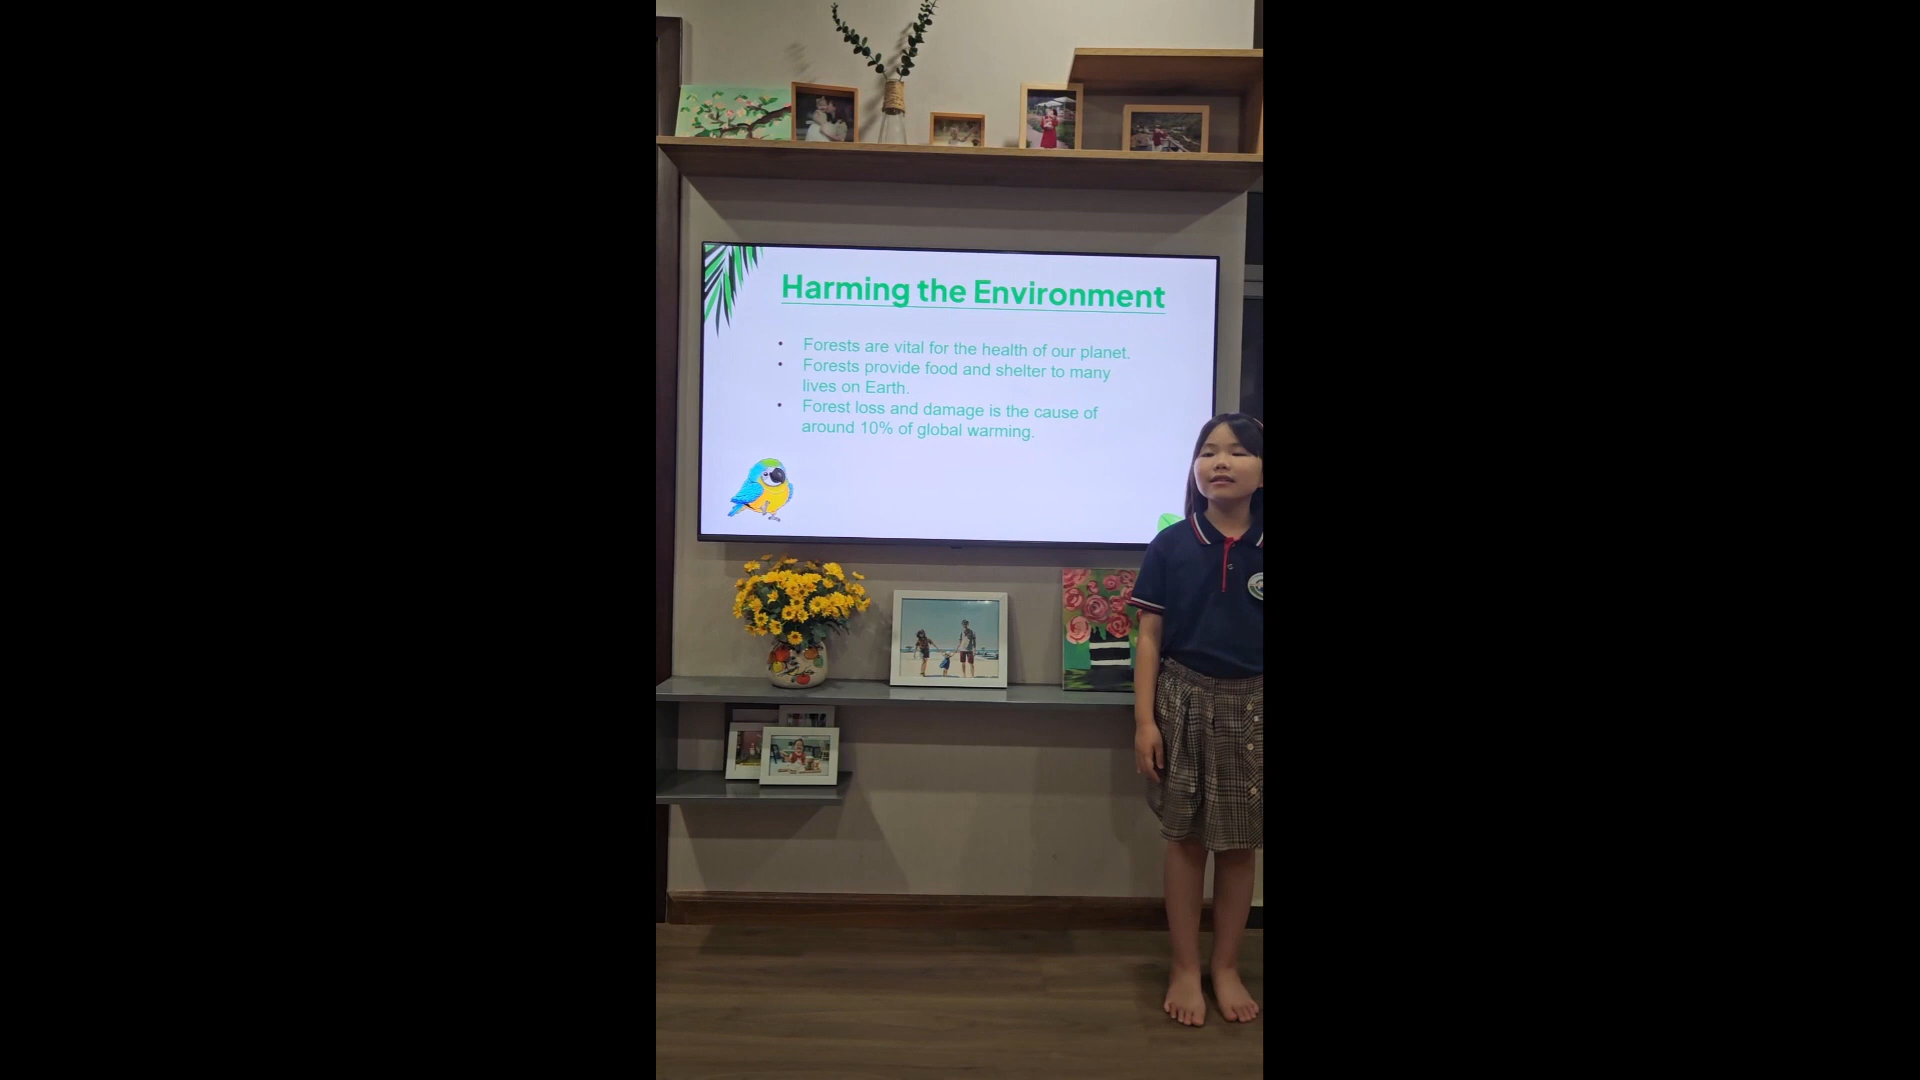 Harming the Environment
• Forests are vital for the health of our planet.
• Forests provide food and shelter to many
lives on Earth.
• Forest loss and damage is the cause of
around 10% of global warming.